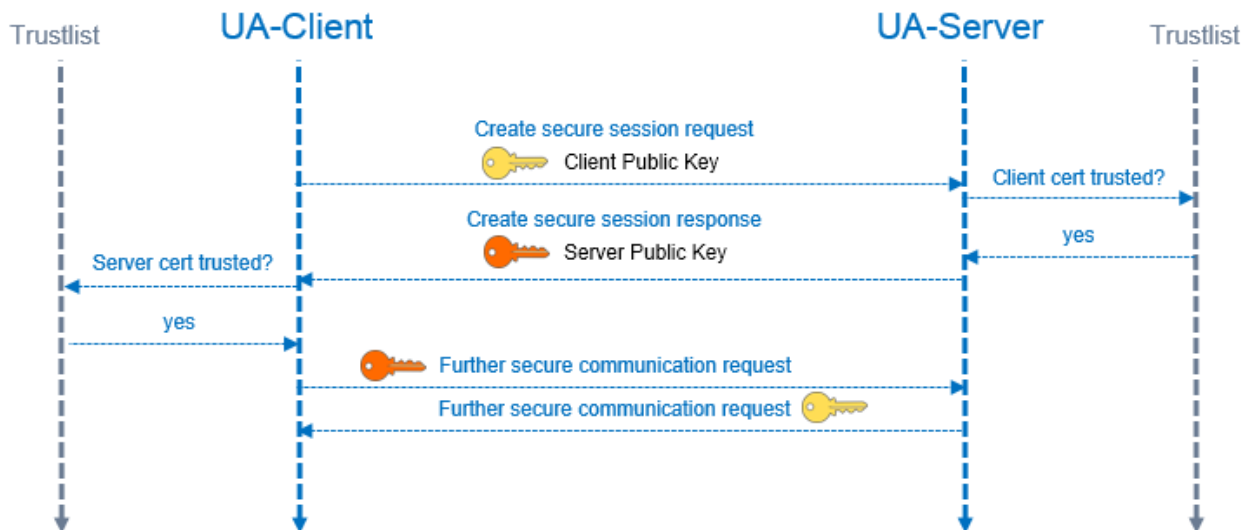 Trustlist
UA-Client
UA-Server
Trustlist
Create secure session request
Client Public Key
Client cert trusted?
Create secure session response
yes
Server Public Key
Server cert trusted?
yes
Further secure communication request
Further secure communication request